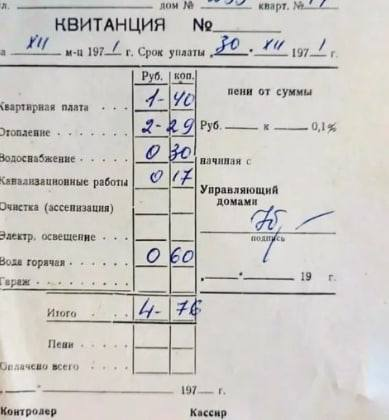 ул. дом № кварт. №
КВИТАНЦИЯ №
за XII м-ц 1971 г. Срок уплаты „30" XII 1971 г.
Руб. коп.
пени от суммы
Квартирная плата 1-40
Отопление 2-29 Руб. к 0,1%
Водоснабжение 0 30 начиная с
Канализационные работы 0 17
Управляющий
домами
Очистка (ассенизация)
Электр. освещение
подпись
Вода горячая 0 60
Гараж „ " 19 г.
Итого 4-76
Пени
Оплачено всего
„ " 197 г.
Контролер Кассир